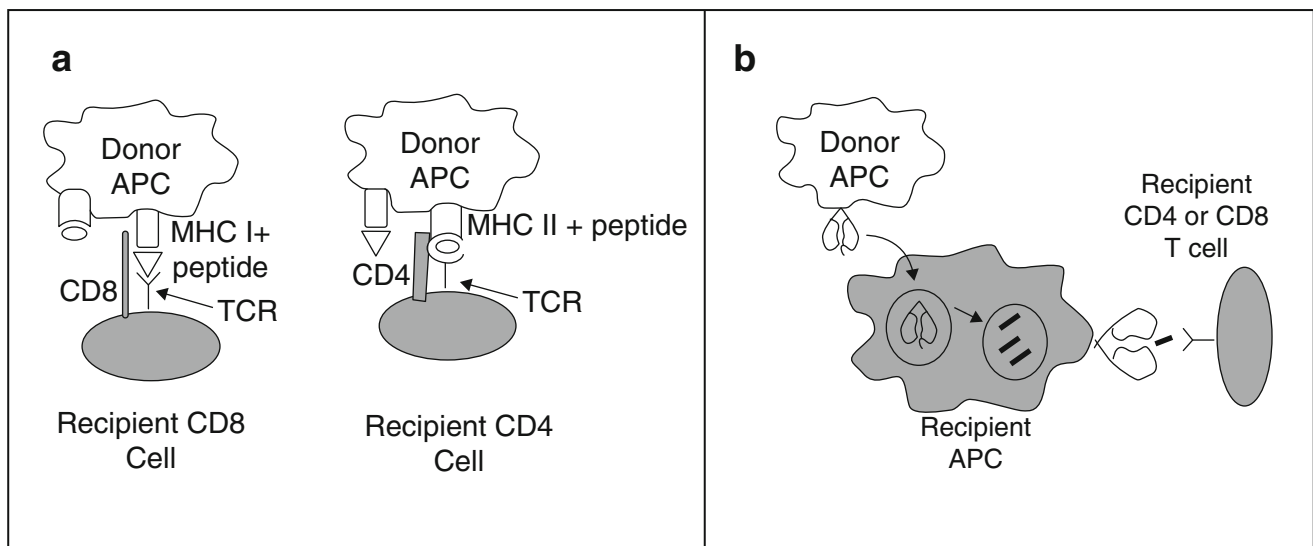 a
Donor
APC
MHC I+
peptide
CD8
TCR
Recipient CD8
Cell
Donor
APC
MHC II + peptide
CD4
TCR
Recipient CD4
Cell
b
Donor
APC
Recipient
CD4 or CD8
T cell
Recipient
APC